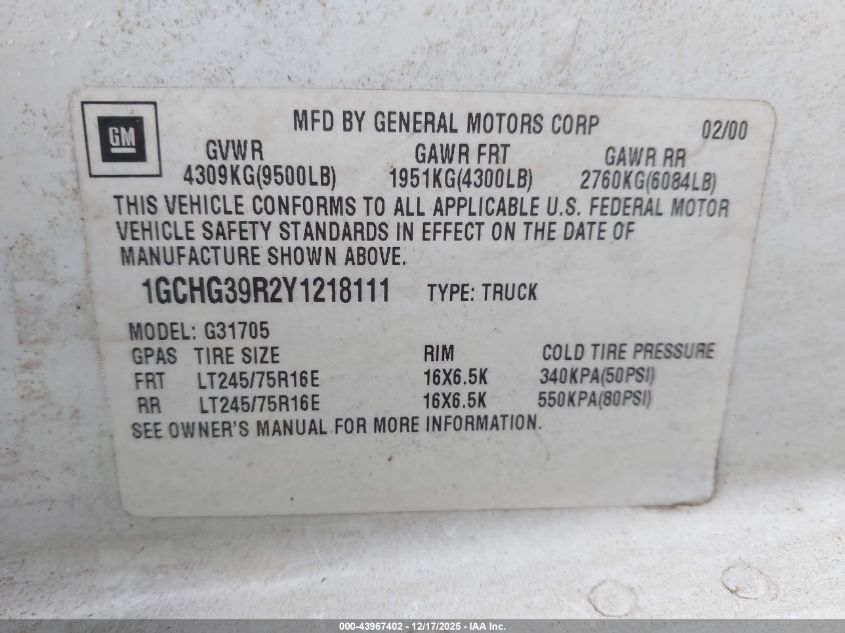 GM
MFD BY GENERAL MOTORS CORP 02/00
GVWR GAWR FRT GAWR RR
4309KG(9500LB) 1951KG(4300LB) 2760KG(6084LB)
THIS VEHICLE CONFORMS TO ALL APPLICABLE U.S. FEDERAL MOTOR
VEHICLE SAFETY STANDARDS IN EFFECT ON THE DATE OF
MANUFACTURE SHOWN ABOVE.
1GCHG39R2Y1218111 TYPE: TRUCK
MODEL: G31705
GPAS TIRE SIZE RIM COLD TIRE PRESSURE
FRT LT245/75R16E 16X6.5K 340KPA(50PSI)
RR LT245/75R16E 16X6.5K 550KPA(80PSI)
SEE OWNER'S MANUAL FOR MORE INFORMATION.
000-43967402 - 12/17/2025 - IAA Inc.